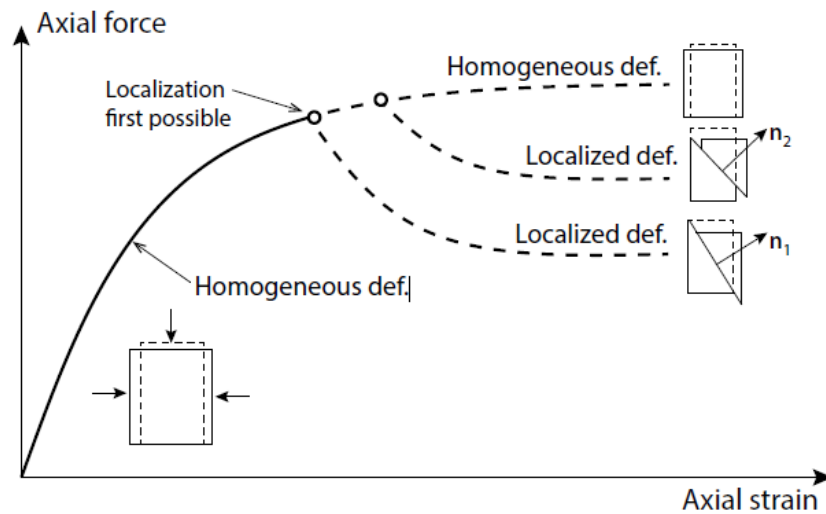 Axial force
Localization
first possible
Homogeneous def.
n2
Localized def.
Localized def.
n1
Homogeneous def.
Axial strain